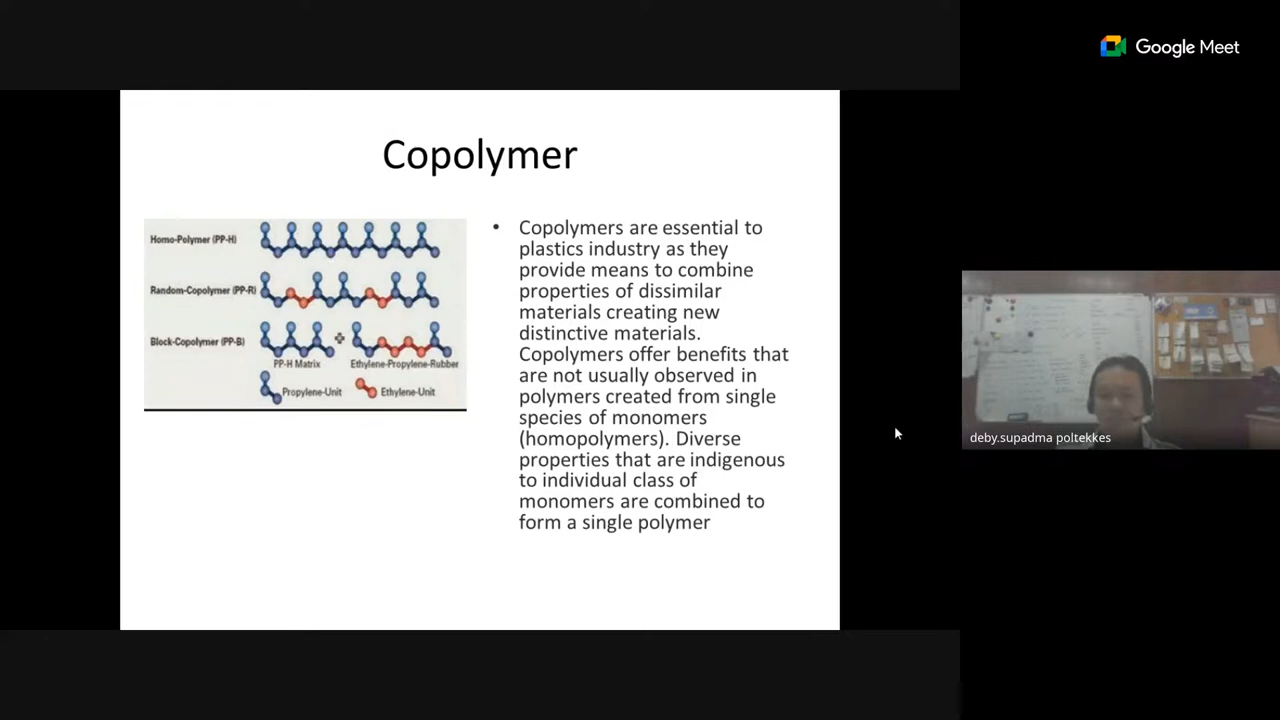 Google Meet
Copolymer
Homo-Polymer (PP-H)
Random-Copolymer (PP-R)
Block-Copolymer (PP-B)
PP-H Matrix
Ethylene-Propylene-Rubber
Propylene-Unit
Ethylene-Unit
• Copolymers are essential to
plastics industry as they
provide means to combine
properties of dissimilar
materials creating new
distinctive materials.
Copolymers offer benefits that
are not usually observed in
polymers created from single
species of monomers
(homopolymers). Diverse
properties that are indigenous
to individual class of
monomers are combined to
form a single polymer
deby.supadma poltekkes